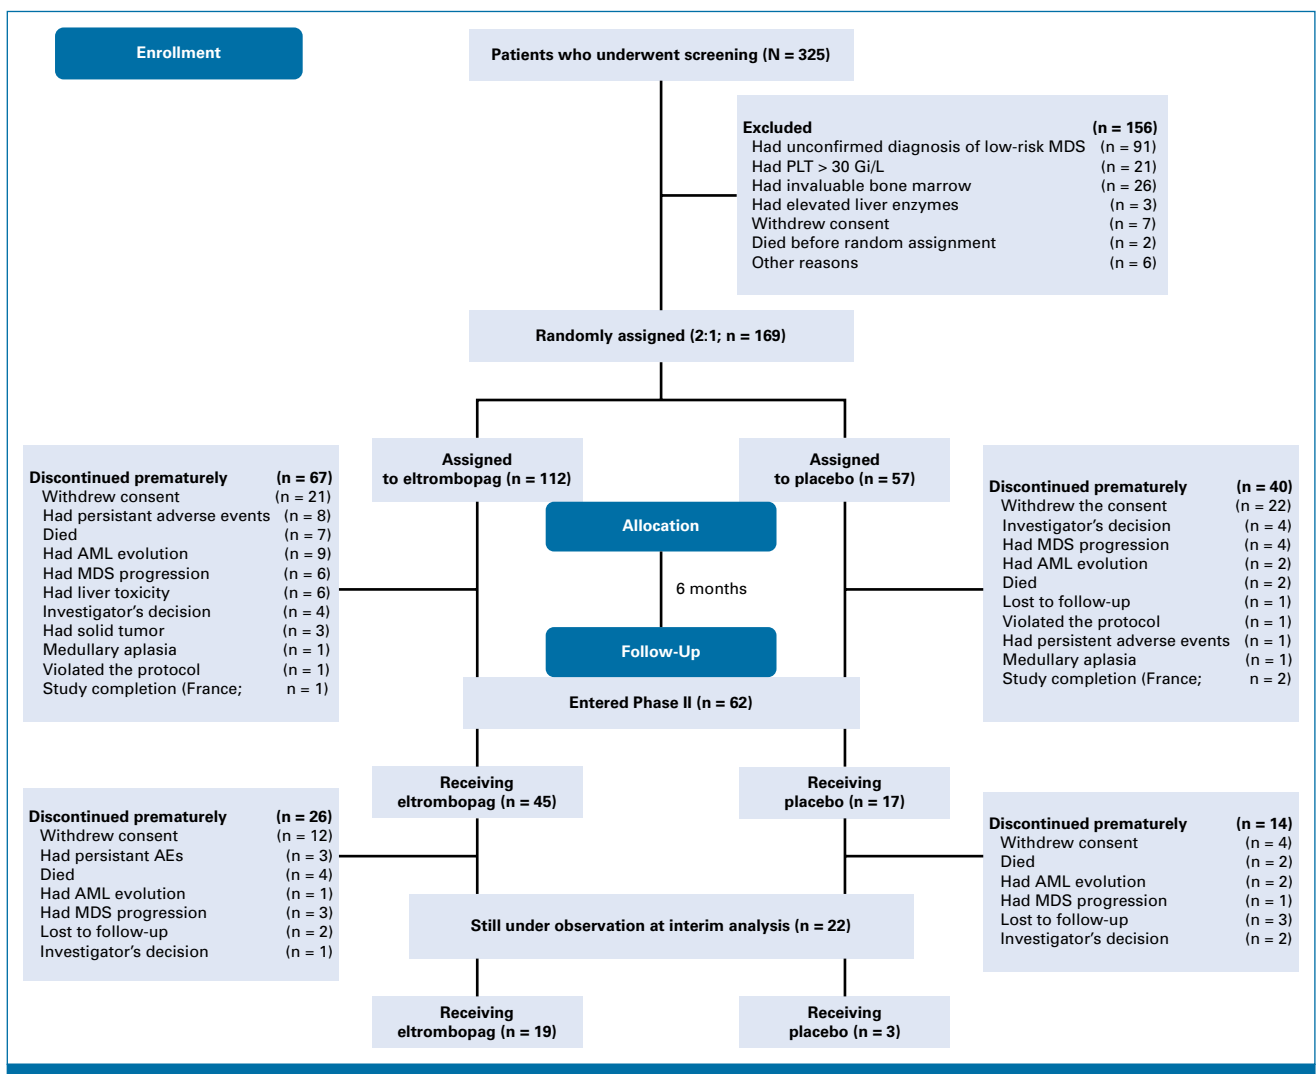 Enrollment
Patients who underwent screening (N = 325)
Excluded (n = 156)
Had unconfirmed diagnosis of low-risk MDS (n = 91)
Had PLT > 30 Gi/L (n = 21)
Had invaluable bone marrow (n = 26)
Had elevated liver enzymes (n = 3)
Withdrew consent (n = 7)
Died before random assignment (n = 2)
Other reasons (n = 6)
Randomly assigned (2:1; n = 169)
Assigned
to eltrombopag (n = 112)
Assigned
to placebo (n = 57)
Discontinued prematurely (n = 67)
Withdrew consent (n = 21)
Had persistant adverse events (n = 8)
Died (n = 7)
Had AML evolution (n = 9)
Had MDS progression (n = 6)
Had liver toxicity (n = 6)
Investigator's decision (n = 4)
Had solid tumor (n = 3)
Medullary aplasia (n = 1)
Violated the protocol (n = 1)
Study completion (France; n = 1)
Allocation
6 months
Follow-Up
Discontinued prematurely (n = 40)
Withdrew the consent (n = 22)
Investigator's decision (n = 4)
Had MDS progression (n = 4)
Had AML evolution (n = 2)
Died (n = 2)
Lost to follow-up (n = 1)
Violated the protocol (n = 1)
Had persistent adverse events (n = 1)
Medullary aplasia (n = 1)
Study completion (France; n = 2)
Entered Phase II (n = 62)
Receiving
eltrombopag (n = 45)
Receiving
placebo (n = 17)
Discontinued prematurely (n = 26)
Withdrew consent (n = 12)
Had persistant AEs (n = 3)
Died (n = 4)
Had AML evolution (n = 1)
Had MDS progression (n = 3)
Lost to follow-up (n = 2)
Investigator's decision (n = 1)
Discontinued prematurely (n = 14)
Withdrew consent (n = 4)
Died (n = 2)
Had AML evolution (n = 2)
Had MDS progression (n = 1)
Lost to follow-up (n = 3)
Investigator's decision (n = 2)
Still under observation at interim analysis (n = 22)
Receiving
eltrombopag (n = 19)
Receiving
placebo (n = 3)